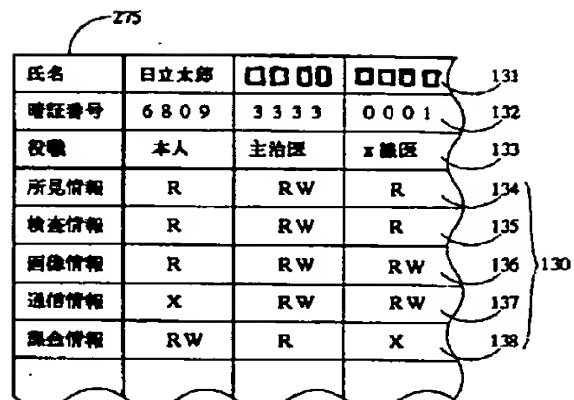 275
氏名 日立太郎 □□□□ □□□□ 131
暗証番号 6809 3333 0001 132
役職 本人 主治医 x線医 133
所見情報 R RW R 134
検査情報 R RW R 135
画像情報 R RW RW 136 130
通信情報 X RW RW 137
集金情報 RW R X 138